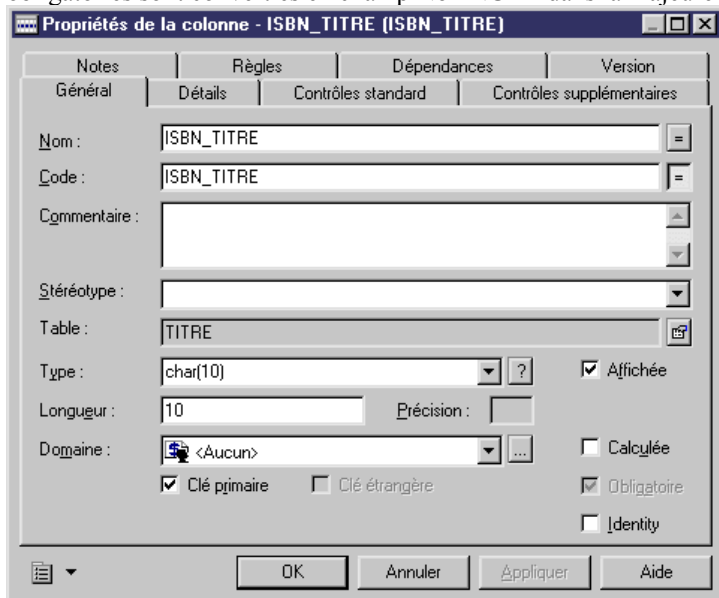 Propriétés de la colonne - ISBN_TITRE (ISBN_TITRE)
Notes Règles Dépendances Version
Général Détails Contrôles standard Contrôles supplémentaires
Nom : ISBN_TITRE =
Code : ISBN_TITRE =
Commentaire :
Stéréotype :
Table : TITRE
Type : char(10) ? Affichée
Longueur : 10 Précision :
Domaine : <Aucun> ... Calculée
Clé primaire Clé étrangère Obligatoire
Identity
OK Annuler Appliquer Aide